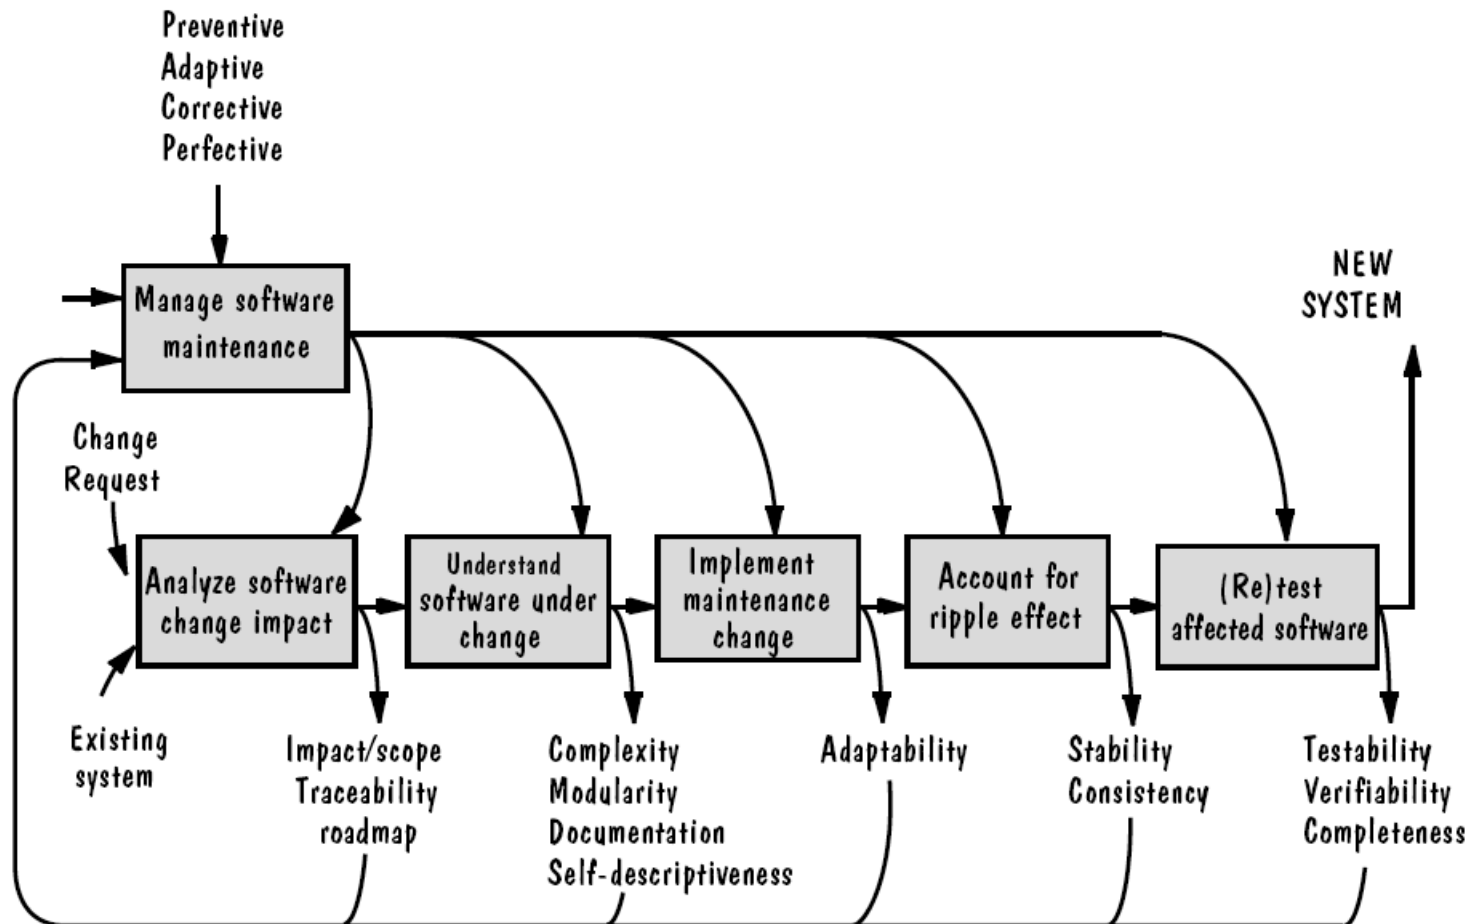 Preventive
Adaptive
Corrective
Perfective
NEW
SYSTEM
Manage software
maintenance
Change
Request
Analyze software
change impact
Understand
software under
change
Implement
maintenance
change
Account for
ripple effect
(Re)test
affected software
Existing
system
Impact/scope
Traceability
roadmap
Complexity
Modularity
Documentation
Self-descriptiveness
Adaptability
Stability
Consistency
Testability
Verifiability
Completeness